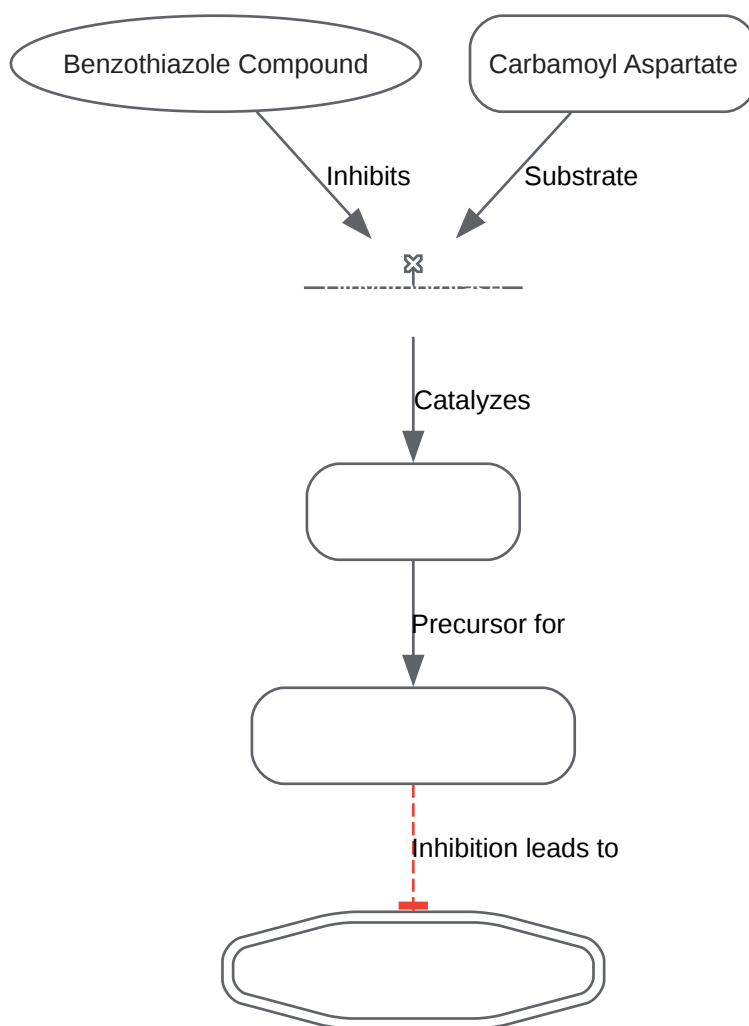 Benzothiazole Compound
Carbamoyl Aspartate
Inhibits
Substrate
Catalyzes
Precursor for
Inhibition leads to